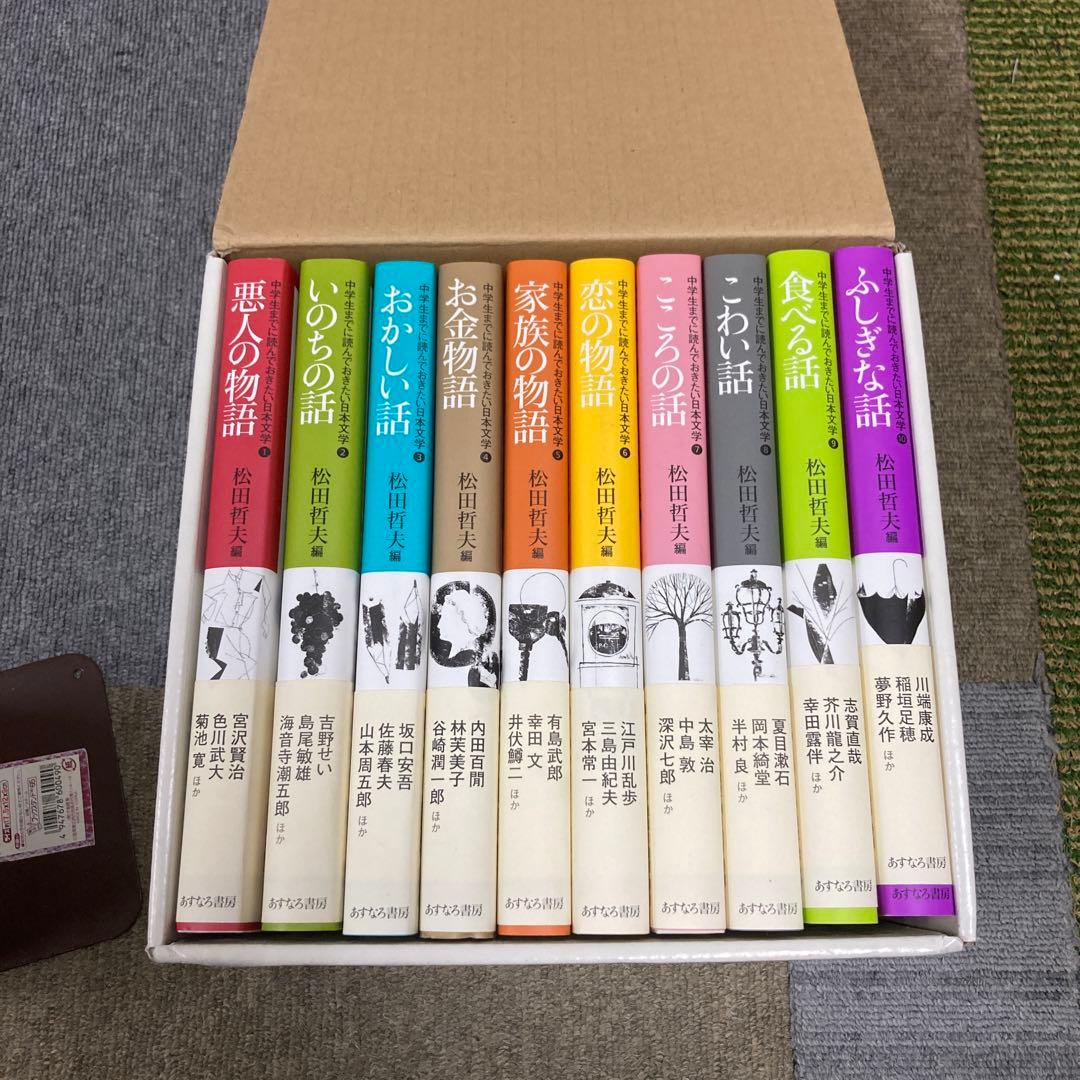 悪人の物語
中学生までに読んでおきたい日本文学 1
松田哲夫 編
宮沢賢治
色川武大
菊池 寛 ほか
あすなろ書房
いのちの話
中学生までに読んでおきたい日本文学 2
松田哲夫 編
吉野せい
島尾敏雄
海音寺潮五郎 ほか
あすなろ書房
おかしい話
中学生までに読んでおきたい日本文学 3
松田哲夫 編
坂口安吾
佐藤春夫
山本周五郎 ほか
あすなろ書房
お金物語
中学生までに読んでおきたい日本文学 4
松田哲夫 編
内田百閒
林芙美子
谷崎潤一郎 ほか
あすなろ書房
家族の物語
中学生までに読んでおきたい日本文学 5
松田哲夫 編
有島武郎
幸田 文
井伏鱒二 ほか
あすなろ書房
恋の物語
中学生までに読んでおきたい日本文学 6
松田哲夫 編
江戸川乱歩
三島由紀夫
宮本常一 ほか
あすなろ書房
こころの話
中学生までに読んでおきたい日本文学 7
松田哲夫 編
太宰 治
中島 敦
深沢七郎 ほか
あすなろ書房
こわい話
中学生までに読んでおきたい日本文学 8
松田哲夫 編
夏目漱石
岡本綺堂
半村 良 ほか
あすなろ書房
食べる話
中学生までに読んでおきたい日本文学 9
松田哲夫 編
志賀直哉
芥川龍之介
幸田露伴 ほか
あすなろ書房
ふしぎな話
中学生までに読んでおきたい日本文学 10
松田哲夫 編
川端康成
稲垣足穂
夢野久作 ほか
あすなろ書房
4 947678 600490